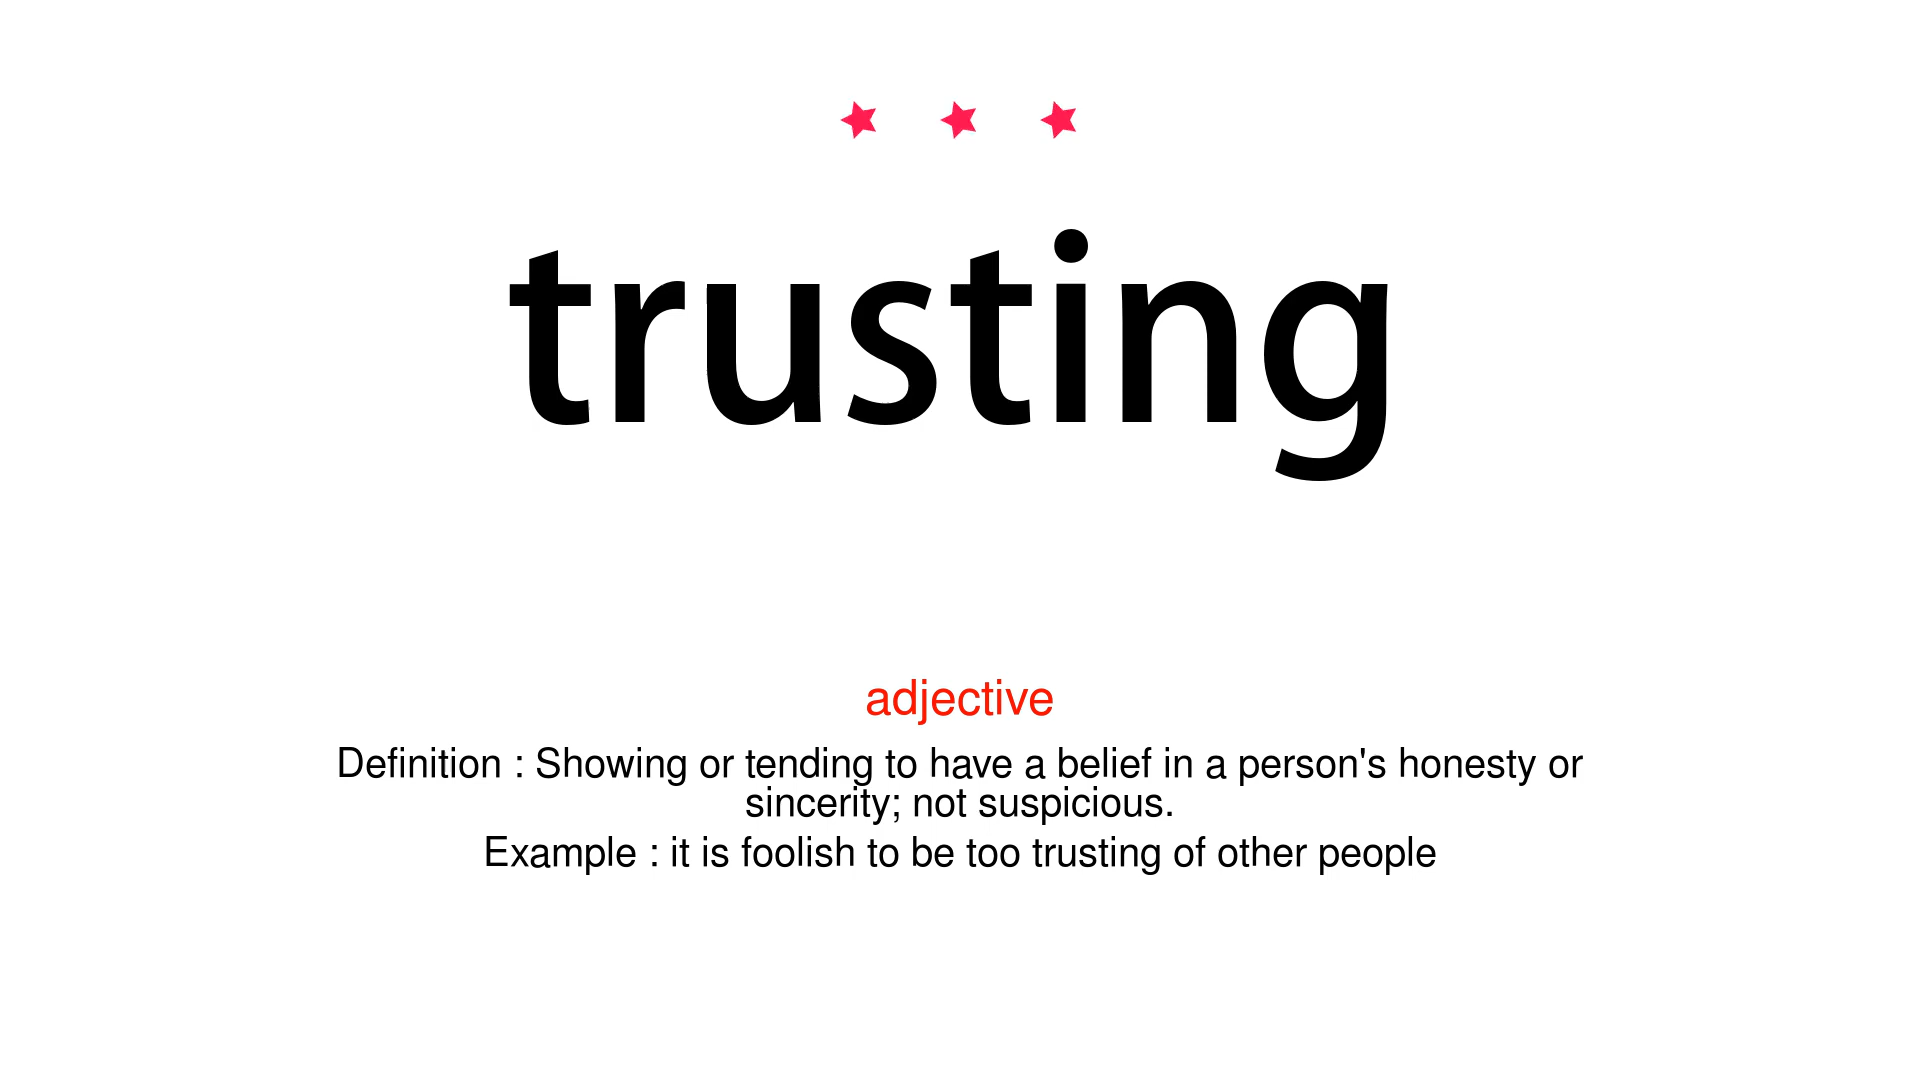 trusting
adjective
Definition : Showing or tending to have a belief in a person's honesty or
sincerity; not suspicious.
Example : it is foolish to be too trusting of other people